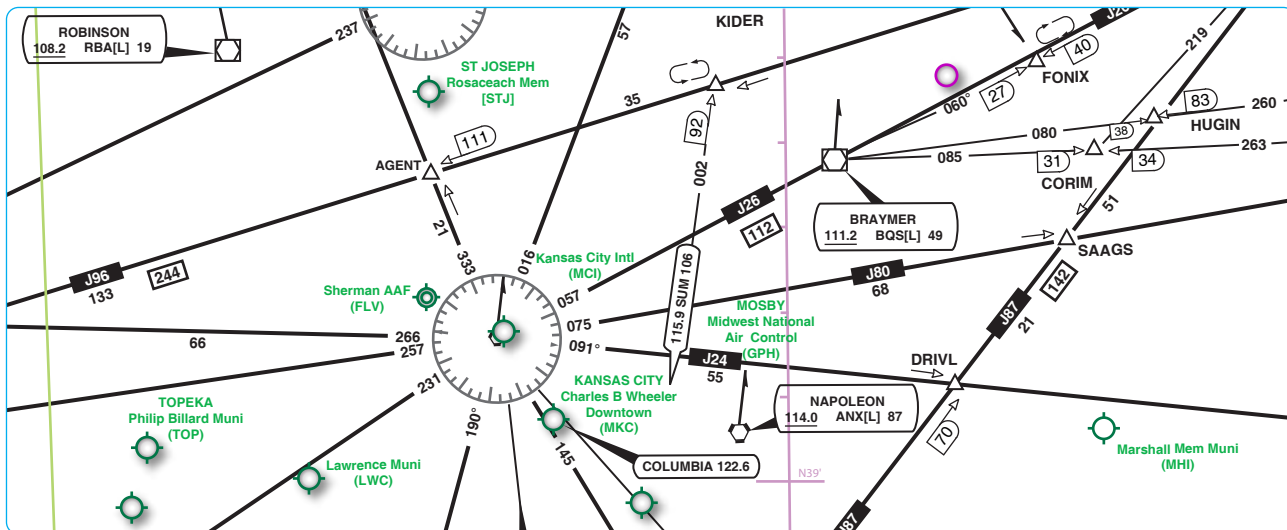 ROBINSON
108.2 RBA[L] 19
237
ST JOSEPH
Rosaceach Mem
[STJ]
57
KIDER
35
111
AGENT
92
002
J26
40
FONIX
27
060°
219
83
260
HUGIN
080
38
085
31
34
263
CORIM
51
BRAYMER
111.2 BQS[L] 49
J26
112
21
333
016
Kansas City Intl
(MCI)
SAAGS
J96
244
133
Sherman AAF
(FLV)
057
J80
68
142
075
115.9 SUM 106
MOSBY
Midwest National
Air Control
(GPH)
J87
21
66
266
257
091°
J24
55
DRIVL
231
190°
KANSAS CITY
Charles B Wheeler
Downtown
(MKC)
NAPOLEON
114.0 ANX[L] 87
TOPEKA
Philip Billard Muni
(TOP)
145
70
Marshall Mem Muni
(MHI)
Lawrence Muni
(LWC)
COLUMBIA 122.6
N39'
J87